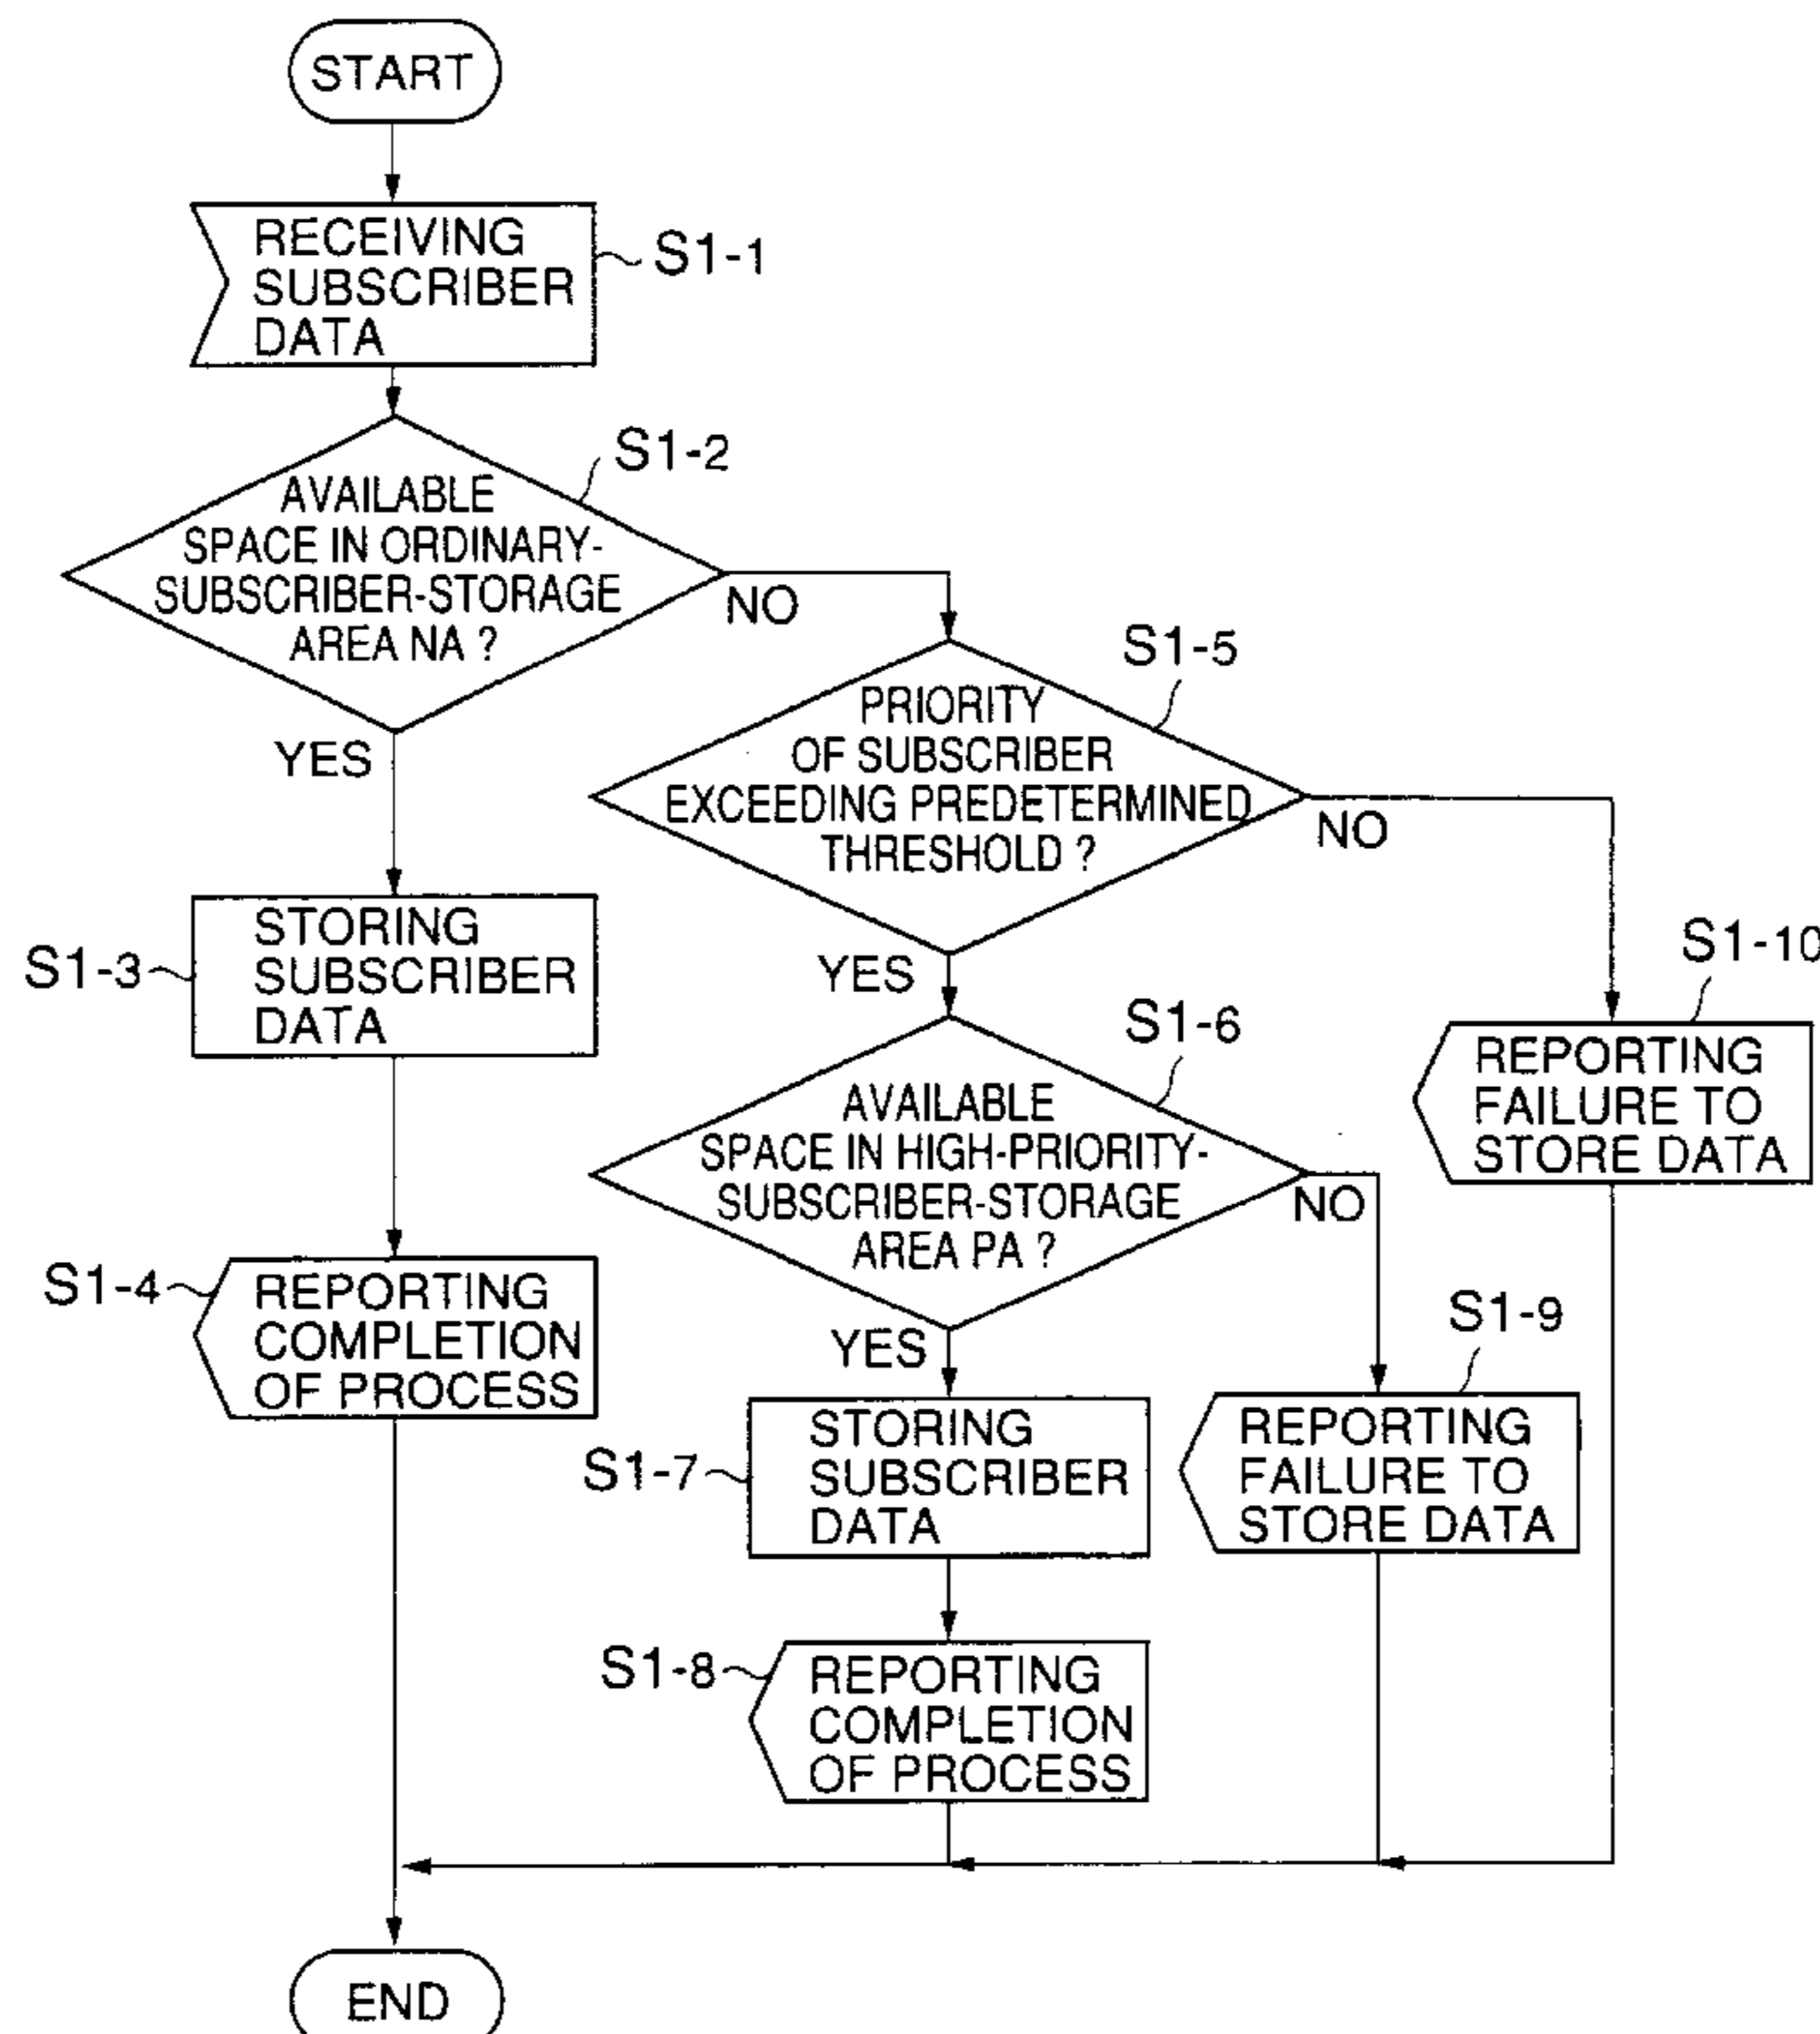 START
RECEIVING
SUBSCRIBER
DATA
S1-1
S1-2
AVAILABLE
SPACE IN ORDINARY-
SUBSCRIBER-STORAGE
AREA NA ?
NO
YES
S1-5
PRIORITY
OF SUBSCRIBER
EXCEEDING PREDETERMINED
THRESHOLD ?
NO
YES
S1-3
STORING
SUBSCRIBER
DATA
S1-10
REPORTING
FAILURE TO
STORE DATA
S1-6
AVAILABLE
SPACE IN HIGH-PRIORITY-
SUBSCRIBER-STORAGE
AREA PA ?
NO
YES
S1-4
REPORTING
COMPLETION
OF PROCESS
S1-9
REPORTING
FAILURE TO
STORE DATA
S1-7
STORING
SUBSCRIBER
DATA
S1-8
REPORTING
COMPLETION
OF PROCESS
END